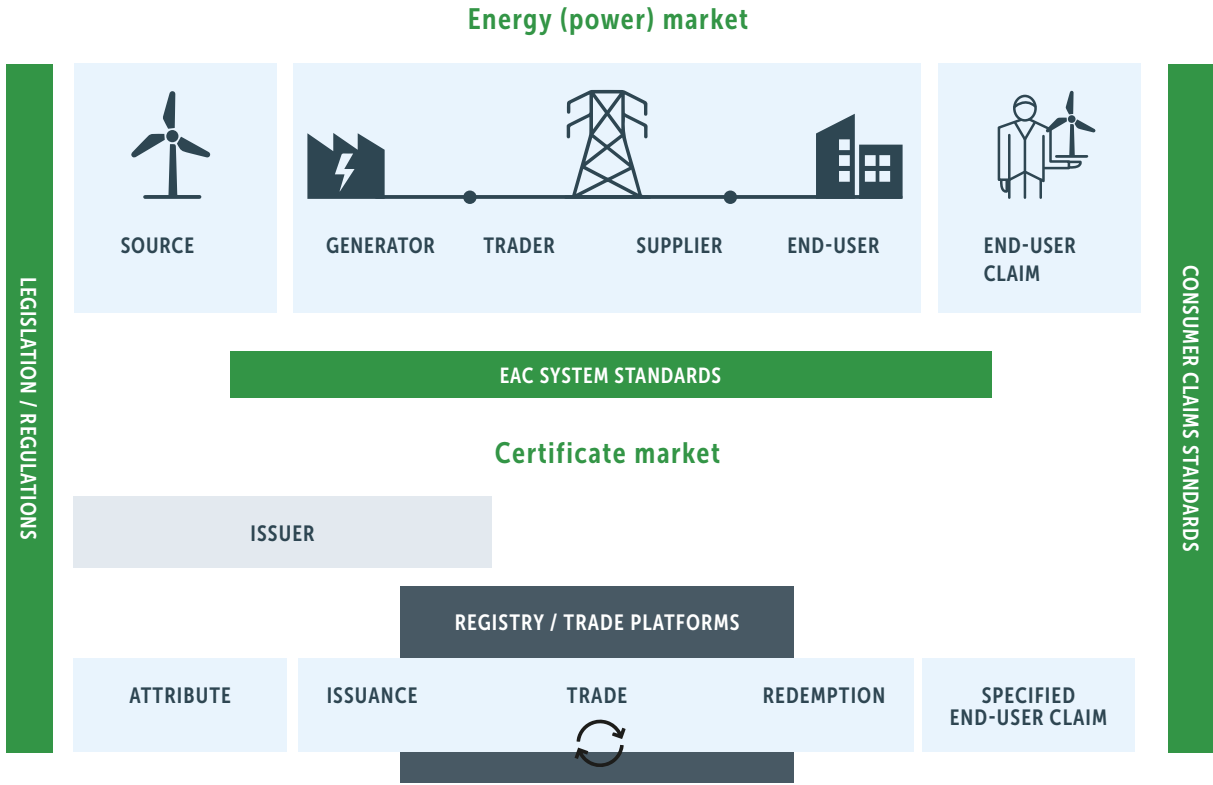 Energy (power) market
SOURCE
GENERATOR
TRADER
SUPPLIER
END-USER
END-USER
CLAIM
LEGISLATION / REGULATIONS
CONSUMER CLAIMS STANDARDS
EAC SYSTEM STANDARDS
Certificate market
ISSUER
REGISTRY / TRADE PLATFORMS
ATTRIBUTE
ISSUANCE
TRADE
REDEMPTION
SPECIFIED
END-USER CLAIM